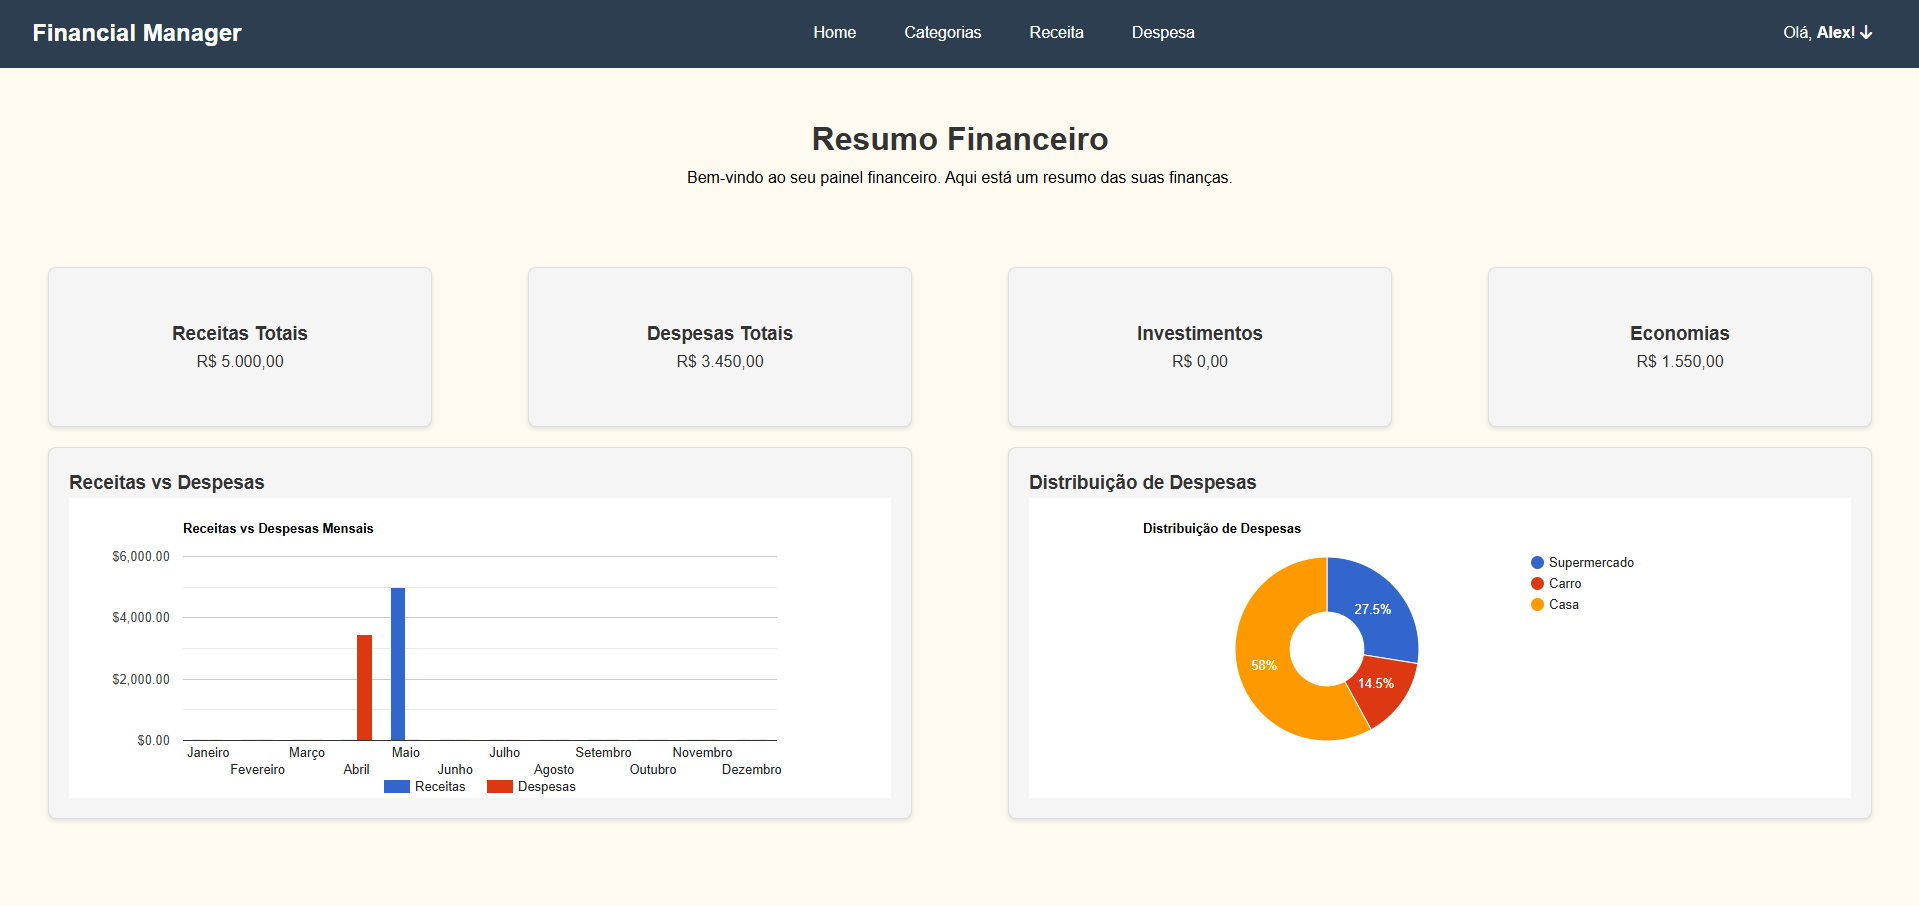 Financial Manager
Home Categorias Receita Despesa
Olá, Alex!
Resumo Financeiro
Bem-vindo ao seu painel financeiro. Aqui está um resumo das suas finanças.
Receitas Totais
R$ 5.000,00
Despesas Totais
R$ 3.450,00
Investimentos
R$ 0,00
Economias
R$ 1.550,00
Receitas vs Despesas
Receitas vs Despesas Mensais
$6,000.00
$4,000.00
$2,000.00
$0.00
Janeiro Fevereiro Março Abril Maio Junho Julho Agosto Setembro Outubro Novembro Dezembro
Receitas Despesas
Distribuição de Despesas
Distribuição de Despesas
27.5%
14.5%
58%
Supermercado
Carro
Casa